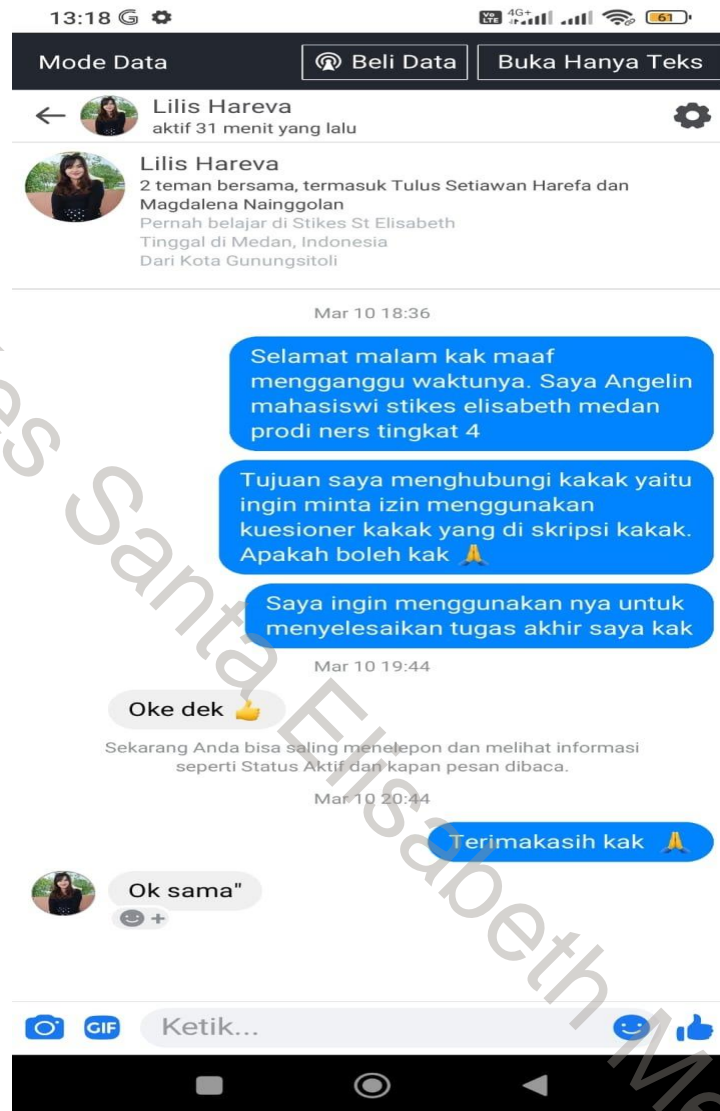 13:18 G
Vo
LTE
4G+
61
Mode Data
Beli Data
Buka Hanya Teks
Lilis Hareva
aktif 31 menit yang lalu
Lilis Hareva
2 teman bersama, termasuk Tulus Setiawan Harefa dan
Magdalena Nainggolan
Pernah belajar di Stikes St Elisabeth
Tinggal di Medan, Indonesia
Dari Kota Gunungsitoli
Mar 10 18:36
Selamat malam kak maaf
mengganggu waktunya. Saya Angelin
mahasiswi stikes elisabeth medan
prodi ners tingkat 4
Tujuan saya menghubungi kakak yaitu
ingin minta izin menggunakan
kuesioner kakak yang di skripsi kakak.
Apakah boleh kak 🙏
Saya ingin menggunakan nya untuk
menyelesaikan tugas akhir saya kak
Mar 10 19:44
Oke dek 👍
Sekarang Anda bisa saling menelepon dan melihat informasi
seperti Status Aktif dan kapan pesan dibaca.
Mar 10 20:44
Terimakasih kak 🙏
Ok sama"
GIF
Ketik...
Santa Elisabeth